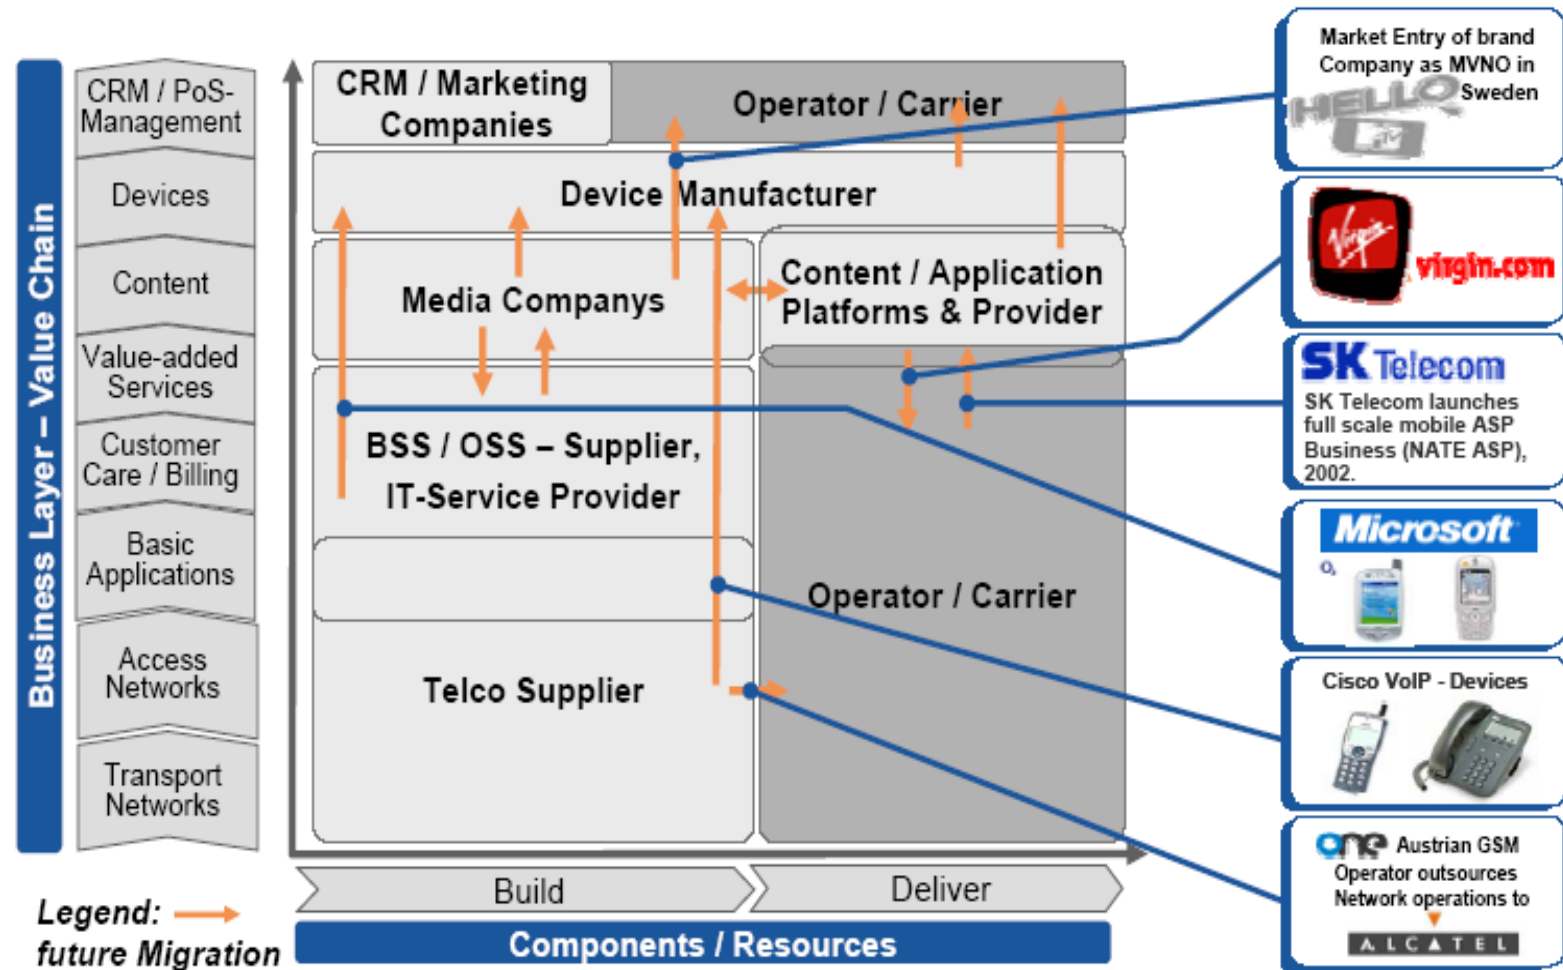 Business Layer – Value Chain
CRM / PoS-
Management
Devices
Content
Value-added
Services
Customer
Care / Billing
Basic
Applications
Access
Networks
Transport
Networks
CRM / Marketing
Companies
Operator / Carrier
Device Manufacturer
Media Companys
Content / Application
Platforms & Provider
BSS / OSS – Supplier,
IT-Service Provider
Operator / Carrier
Telco Supplier
Build
Deliver
Components / Resources
Legend:
future Migration
Market Entry of brand
Company as MVNO in
Sweden
HELLO
MTV
Virgin
virgin.com
SK Telecom
SK Telecom launches
full scale mobile ASP
Business (NATE ASP),
2002.
Microsoft
O2
Cisco VoIP - Devices
one Austrian GSM
Operator outsources
Network operations to
ALCATEL